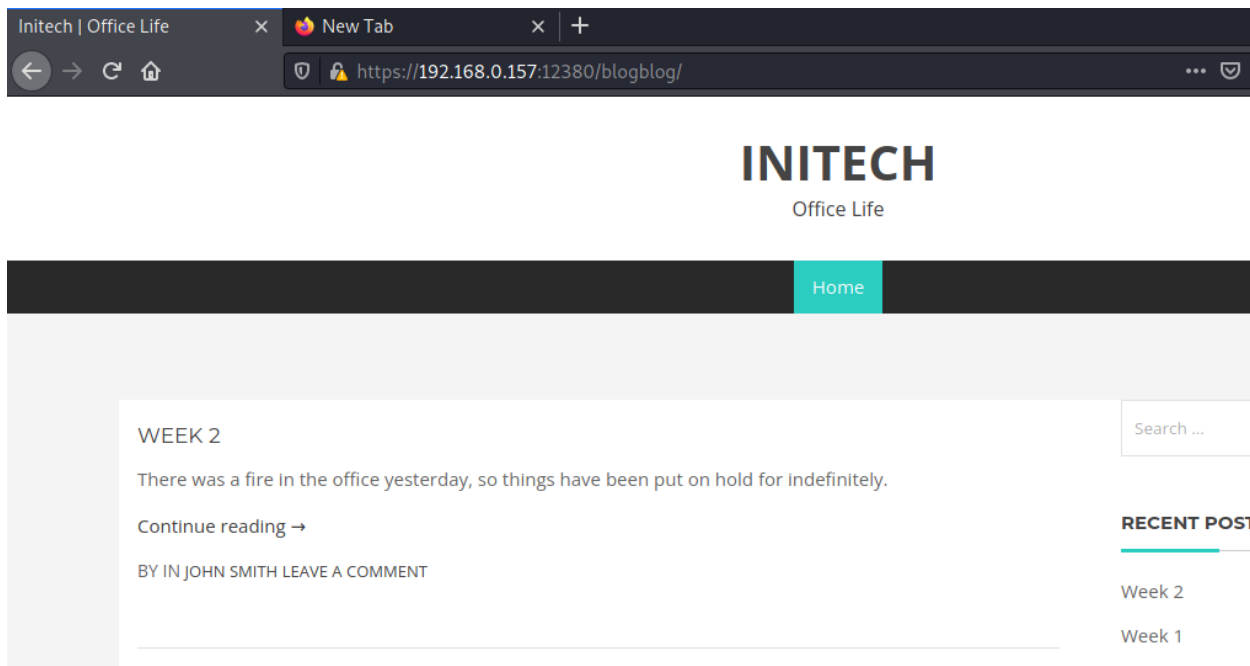 Initech | Office Life
New Tab
https://192.168.0.157:12380/blogblog/
INITECH
Office Life
Home
WEEK 2
There was a fire in the office yesterday, so things have been put on hold for indefinitely.
Continue reading →
BY IN JOHN SMITH LEAVE A COMMENT
Search ...
RECENT POST
Week 2
Week 1